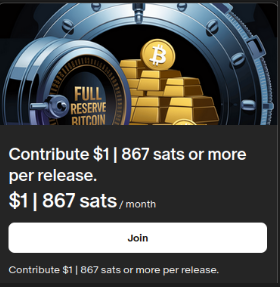 FULL
RESERVE
BITCOIN
Contribute $1 | 867 sats or more
per release.
$1 | 867 sats / month
Join
Contribute $1 | 867 sats or more per release.